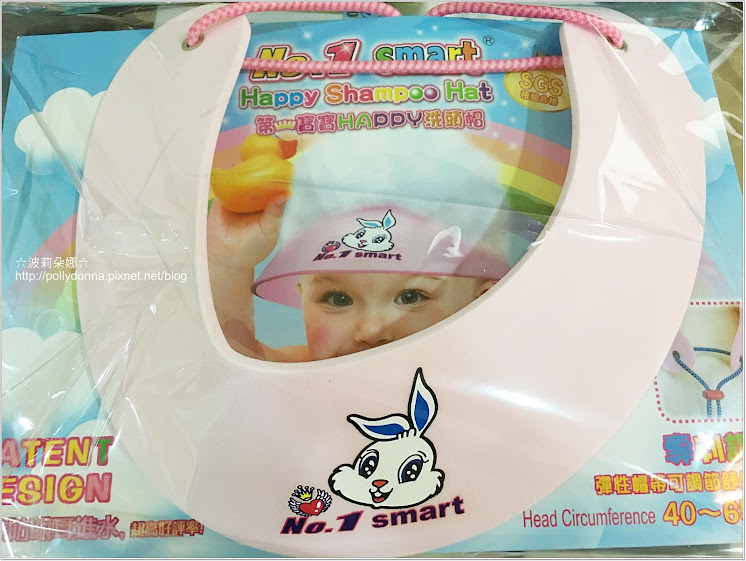 No.1 smart®
Happy Shampoo Hat
第一寶寶HAPPY洗頭帽
SGS
No.1 smart
☆波莉朵娜☆
http://pollydonna.pixnet.net/blog
ATENT
ESIGN
No.1 smart
彈性帽帶可調節
Head Circumference 40~6